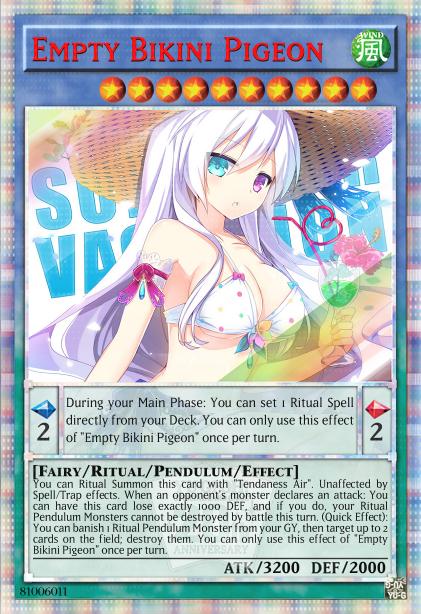 EMPTY BIKINI PIGEON
WIND
風
2
During your Main Phase: You can set 1 Ritual Spell
directly from your Deck. You can only use this effect
of "Empty Bikini Pigeon" once per turn.
2
[FAIRY/RITUAL/PENDULUM/EFFECT]
You can Ritual Summon this card with "Tendaness Air". Unaffected by
Spell/Trap effects. When an opponent's monster declares an attack: You
can have this card lose exactly 1000 DEF, and if you do, your Ritual
Pendulum Monsters cannot be destroyed by battle this turn. (Quick Effect):
You can banish 1 Ritual Pendulum Monster from your GY, then target up to 2
cards on the field; destroy them. You can only use this effect of "Empty
Bikini Pigeon" once per turn.
ANNIVERSARY
ATK/3200 DEF/2000
81006011